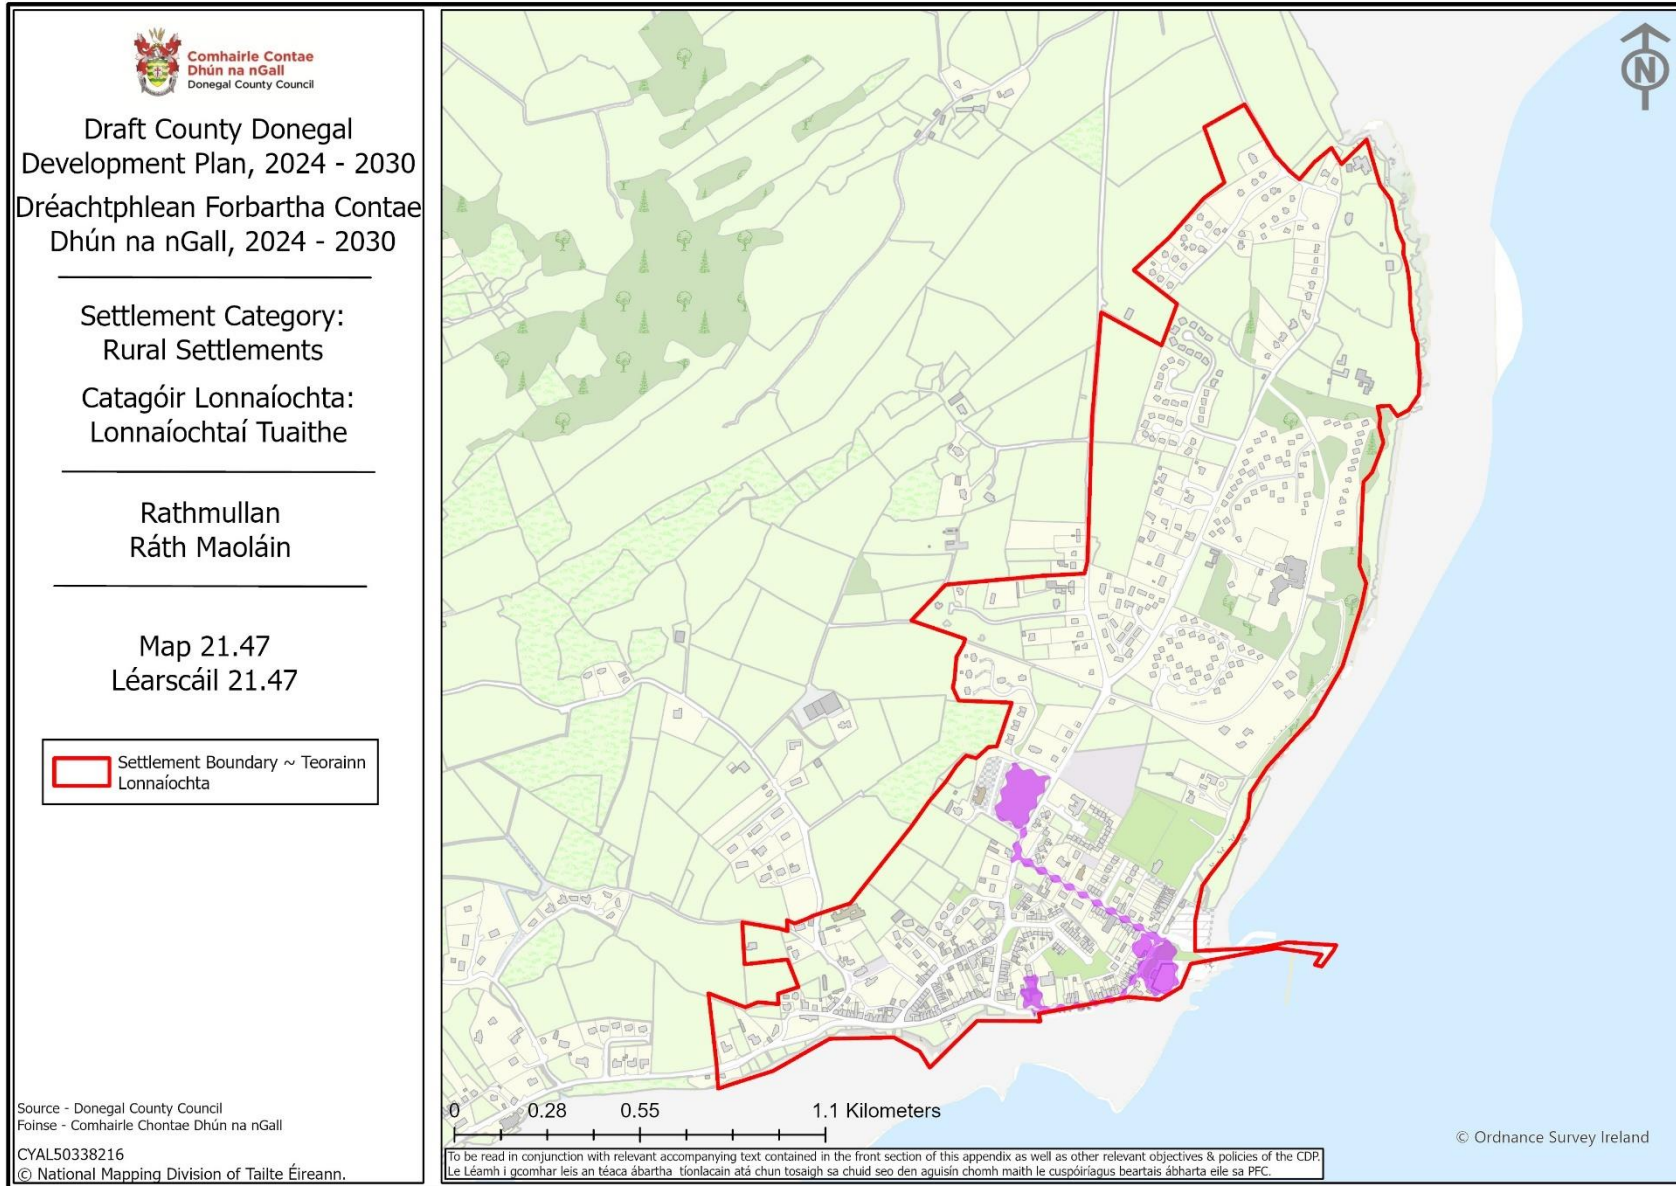 Comhairle Contae
Dhún na nGall
Donegal County Council
Draft County Donegal
Development Plan, 2024 - 2030
Dréachtphlean Forbartha Contae
Dhún na nGall, 2024 - 2030
Settlement Category:
Rural Settlements
Catagóir Lonnaíochta:
Lonnaíochtaí Tuaithe
Rathmullan
Ráth Maoláin
Map 21.47
Léarscáil 21.47
Settlement Boundary ~ Teorainn
Lonnaíochta
Source - Donegal County Council
Foinse - Comhairle Chontae Dhún na nGall
CYAL50338216
© National Mapping Division of Tailte Éireann.
N
0 0.28 0.55 1.1 Kilometers
© Ordnance Survey Ireland
To be read in conjunction with relevant accompanying text contained in the front section of this appendix as well as other relevant objectives & policies of the CDP.
Le Léamh i gcomhar leis an téaca ábartha tíonlacain atá chun tosaigh sa chuid seo den aguisín chomh maith le cuspóiríagus beartais ábharta eile sa PFC.